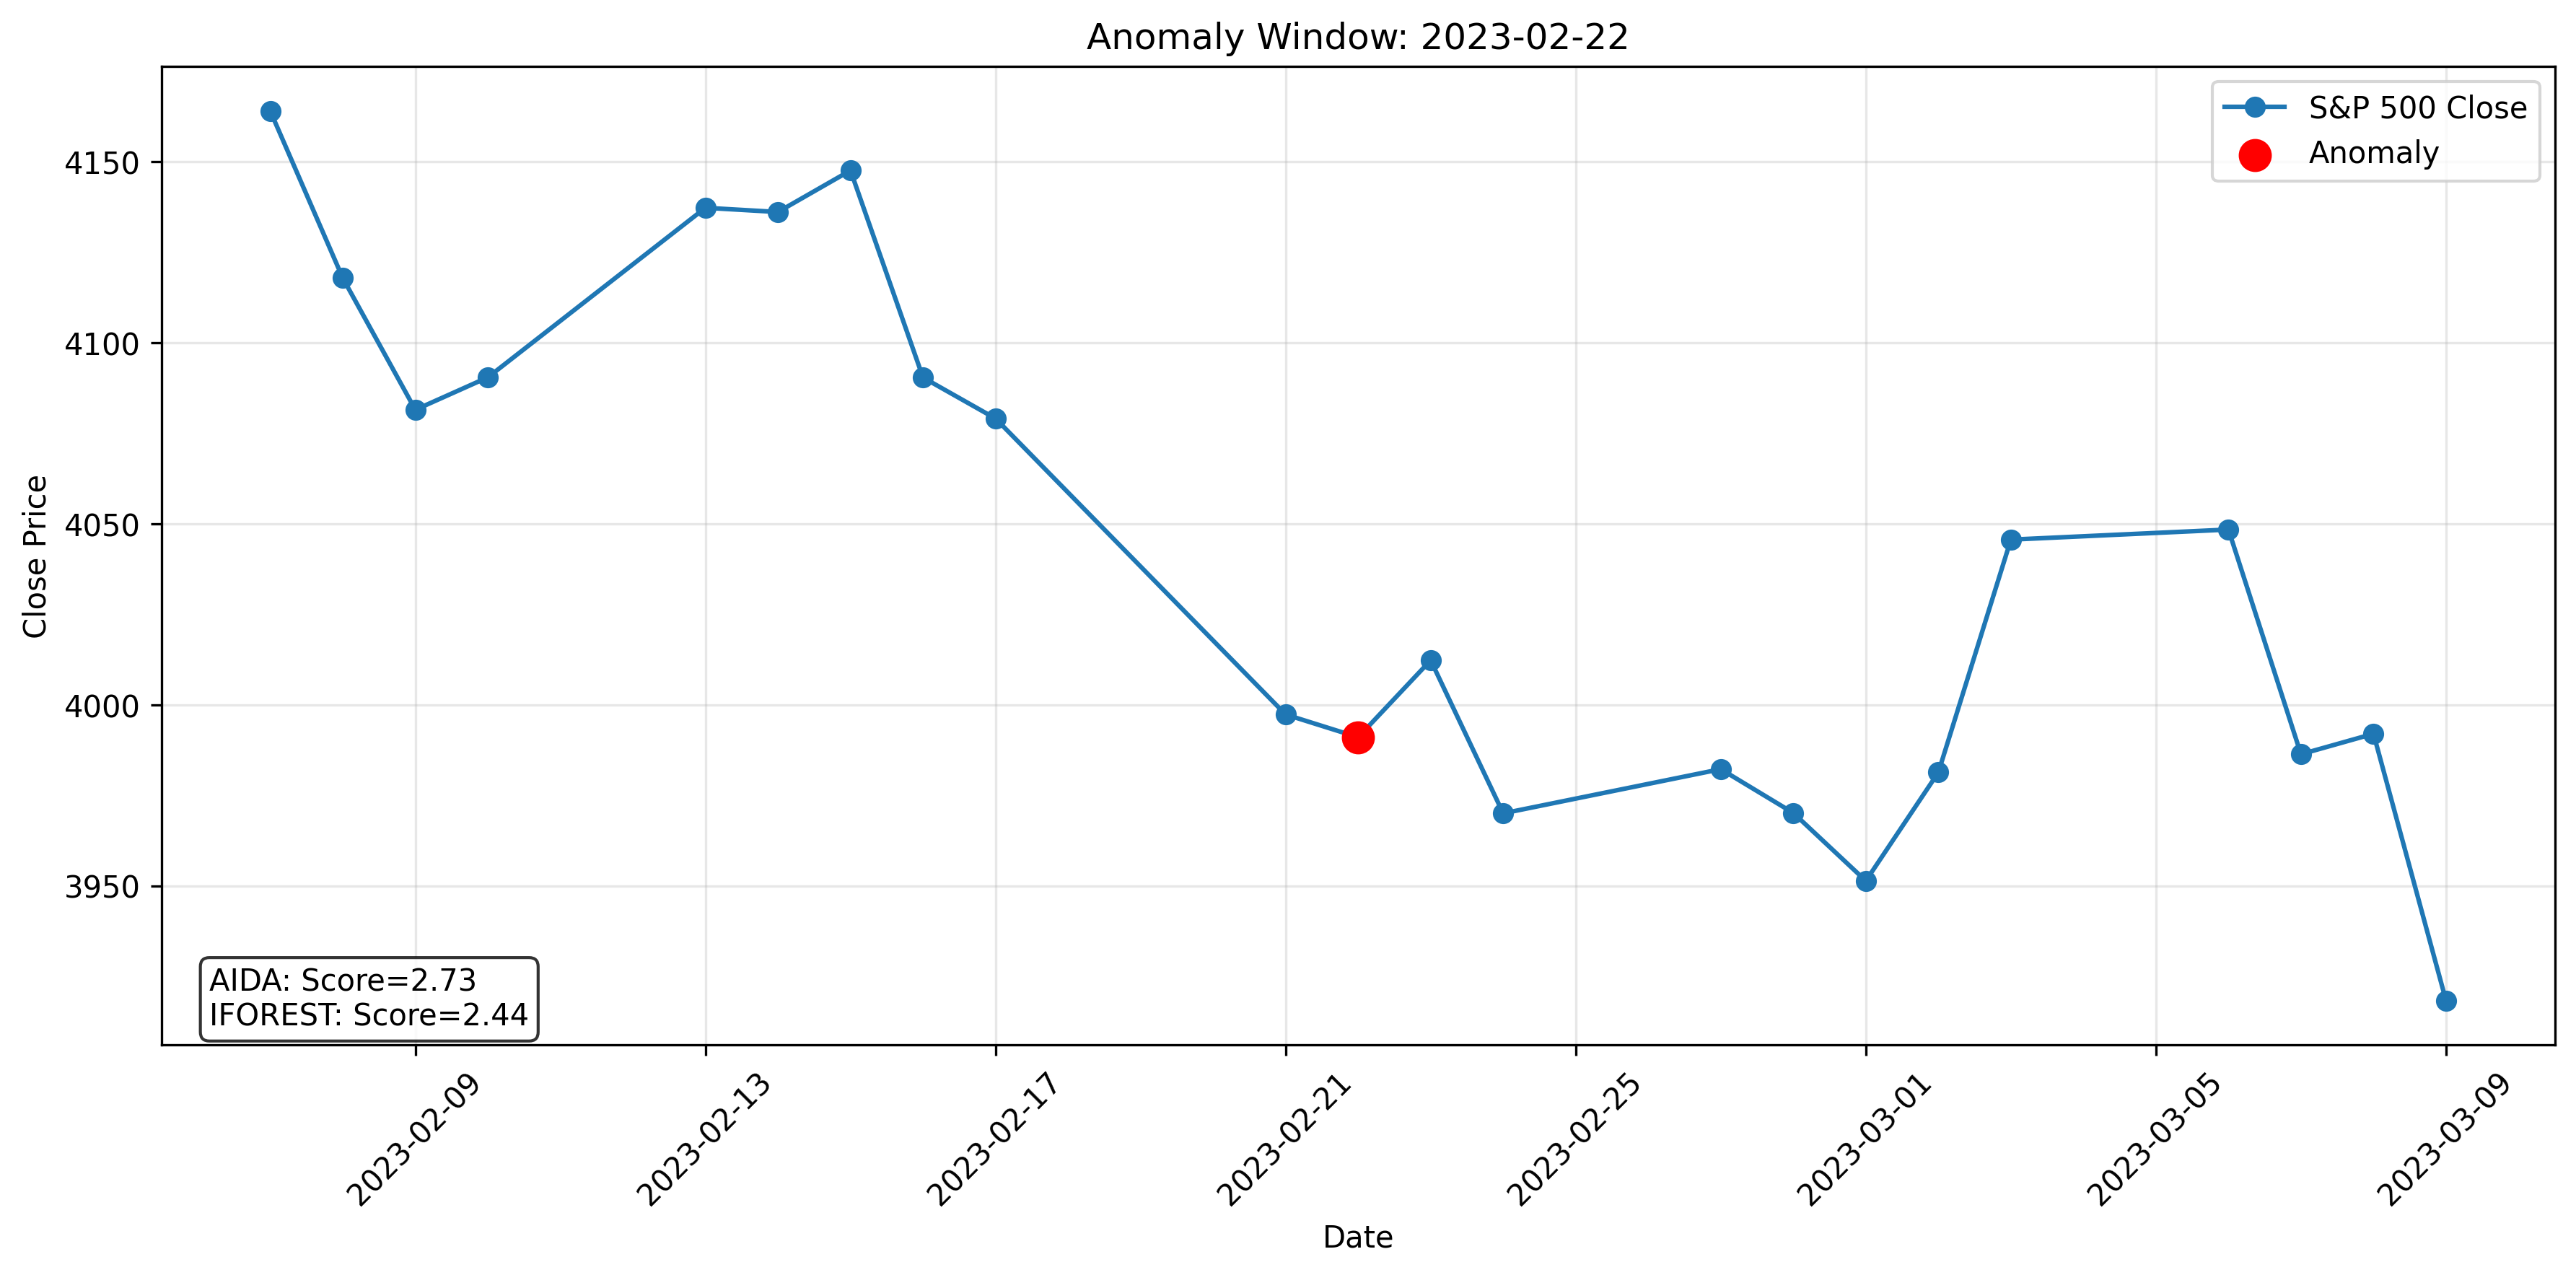 Anomaly Window: 2023-02-22
S&P 500 Close
Anomaly
Close Price
4150
4100
4050
4000
3950
AIDA: Score=2.73
IFOREST: Score=2.44
2023-02-09
2023-02-13
2023-02-17
2023-02-21
2023-02-25
2023-03-01
2023-03-05
2023-03-09
Date